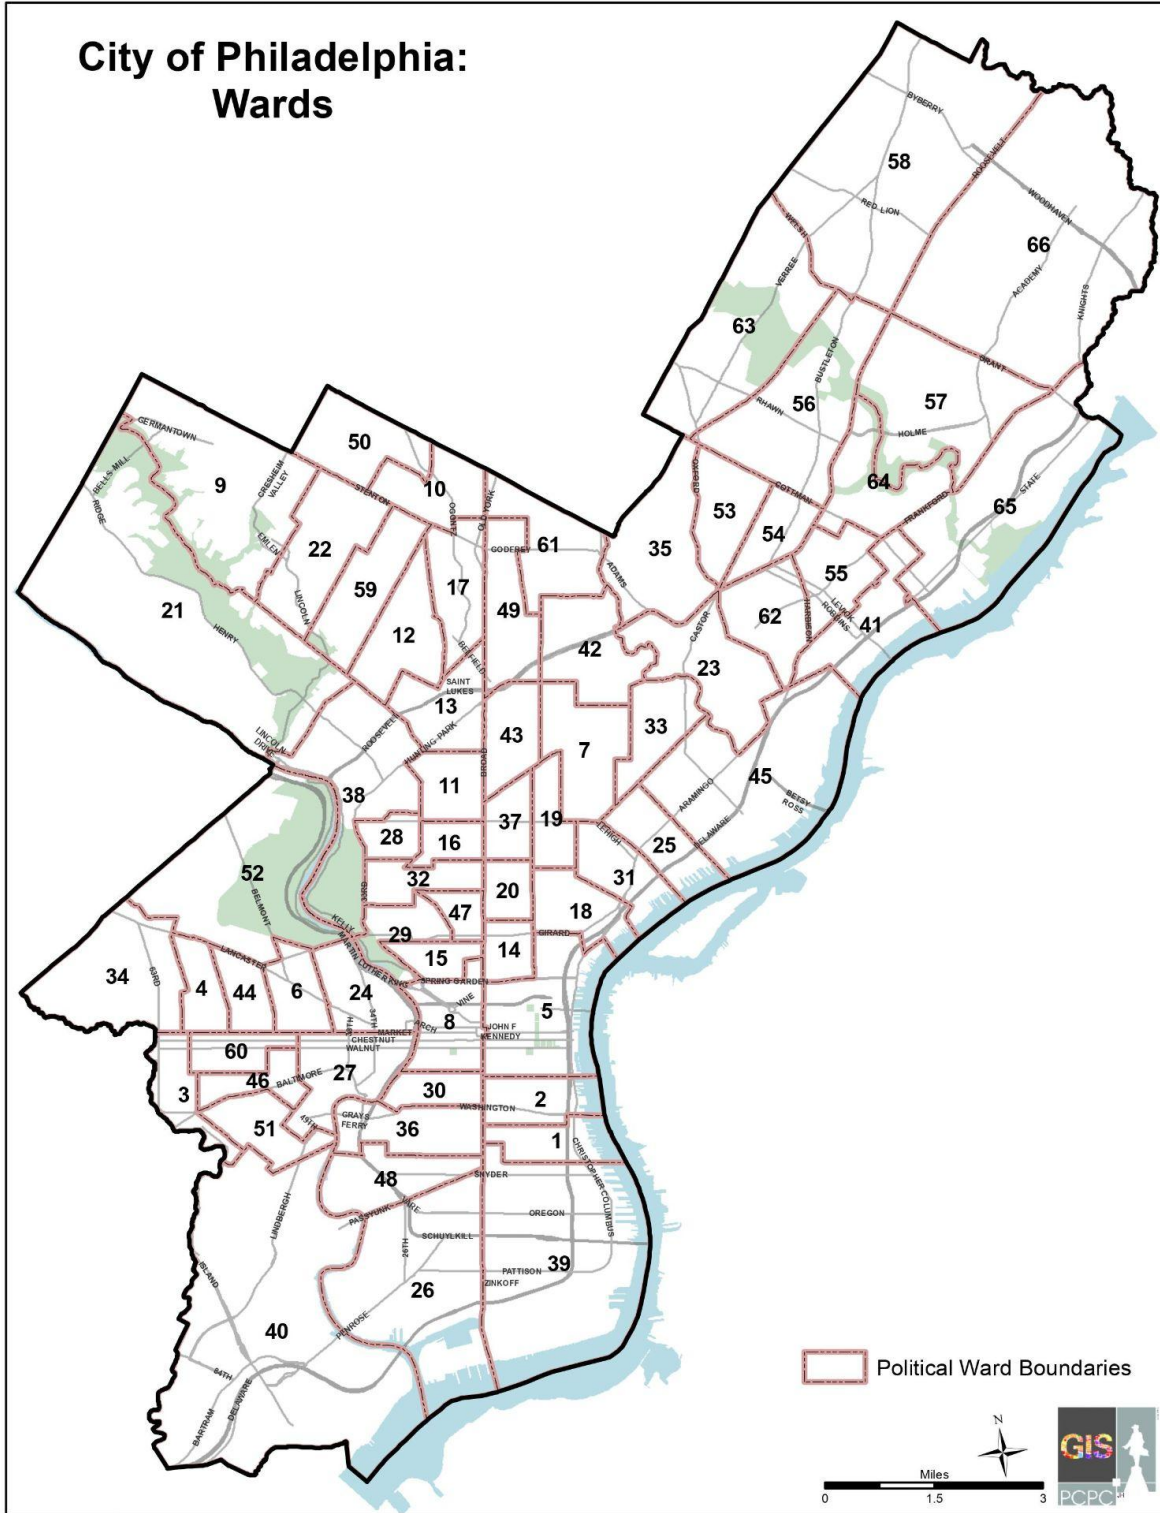 City of Philadelphia:
Wards
BYBERRY
ROOSEVELT
58
WOODHAVEN
RED LION
WELSH
66
VERREE
ACADEMY
KNIGHTS
63
BUSTLETON
GRANT
RHAWN
56
57
HOLME
GERMANTOWN
50
BELLS MILL
9
CRESHEIM
VALLEY
STENTON
10
OGONTZ
OLD YORK
RIDGE
OXFORD
COTTMAN
64
FRANKFORD
STATE
65
53
54
EMLEN
22
GODFREY
61
35
59
17
ADAMS
55
LINCOLN
49
62
HARBISON
LEVICK
ROBBINS
41
21
HENRY
12
BELFIELD
42
CASTOR
23
SAINT
LUKES
13
ROOSEVELT
HUNTING PARK
43
33
LINCOLN
DRIVE
BROAD
7
38
11
45
BETSY
ROSS
ARAMINGO
37
19
28
16
LEHIGH
DELAWARE
25
52
BELMONT
33RD
32
20
31
47
18
KELLY
29
GIRARD
LANCASTER
MARTIN LUTHER KING
15
14
34
63RD
4
44
6
24
SPRING GARDEN
34TH
VINE
5
ARCH
8
JOHN F
KENNEDY
MARKET
CHESTNUT
WALNUT
38TH
60
46
BALTIMORE
27
3
30
2
WASHINGTON
49TH
GRAYS
FERRY
51
36
1
CHRISTOPHER COLUMBUS
48
SNYDER
LINDBERGH
PASSYUNK
VARE
OREGON
26TH
SCHUYLKILL
ISLAND
39
PATTISON
ZINKOFF
26
PENROSE
40
84TH
DELAWARE
BARTRAM
Political Ward Boundaries
N
GIS
Miles
0 1.5 3
PCPC